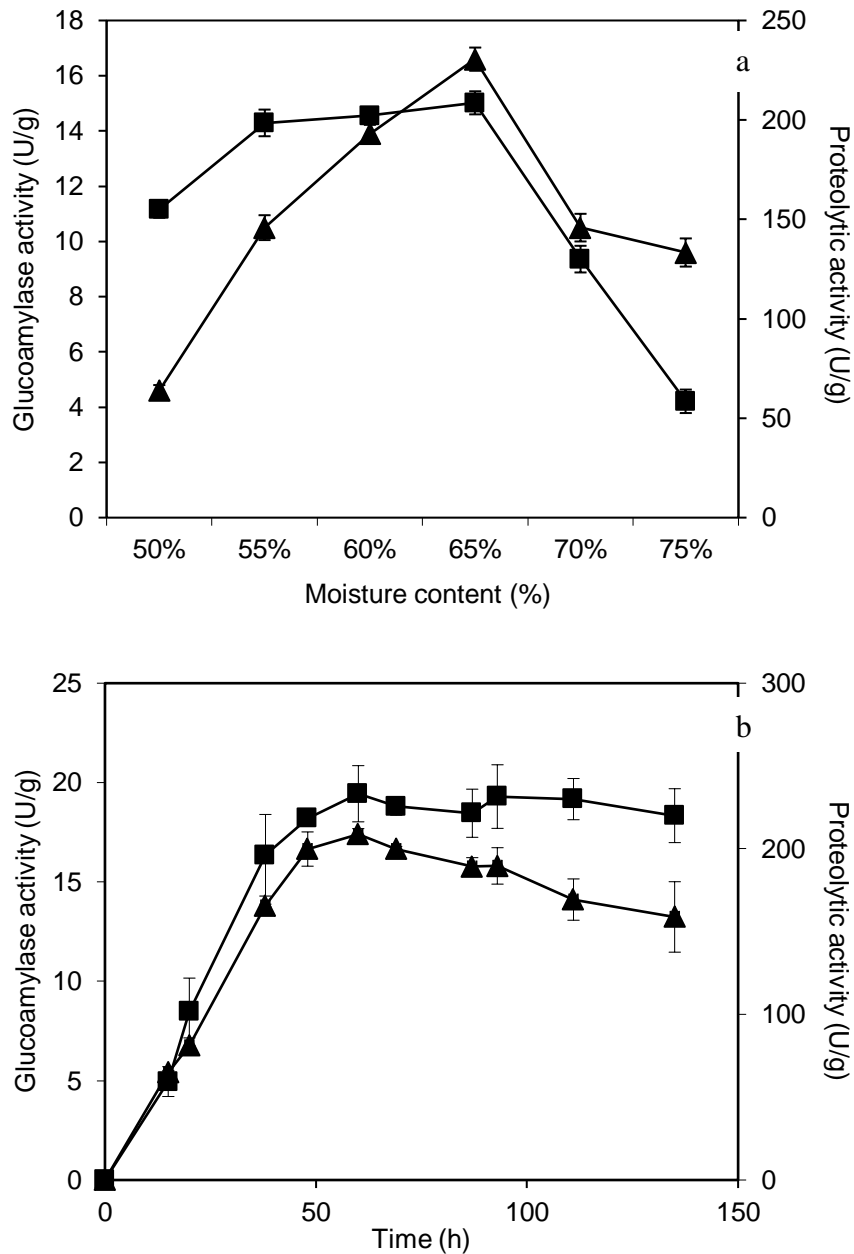 a
Glucoamylase activity (U/g)
18
16
14
12
10
8
6
4
2
0
250
200
150
100
50
0
Proteolytic activity (U/g)
50% 55% 60% 65% 70% 75%
Moisture content (%)
b
Glucoamylase activity (U/g)
25
20
15
10
5
0
300
200
100
0
Proteolytic activity (U/g)
0 50 100 150
Time (h)